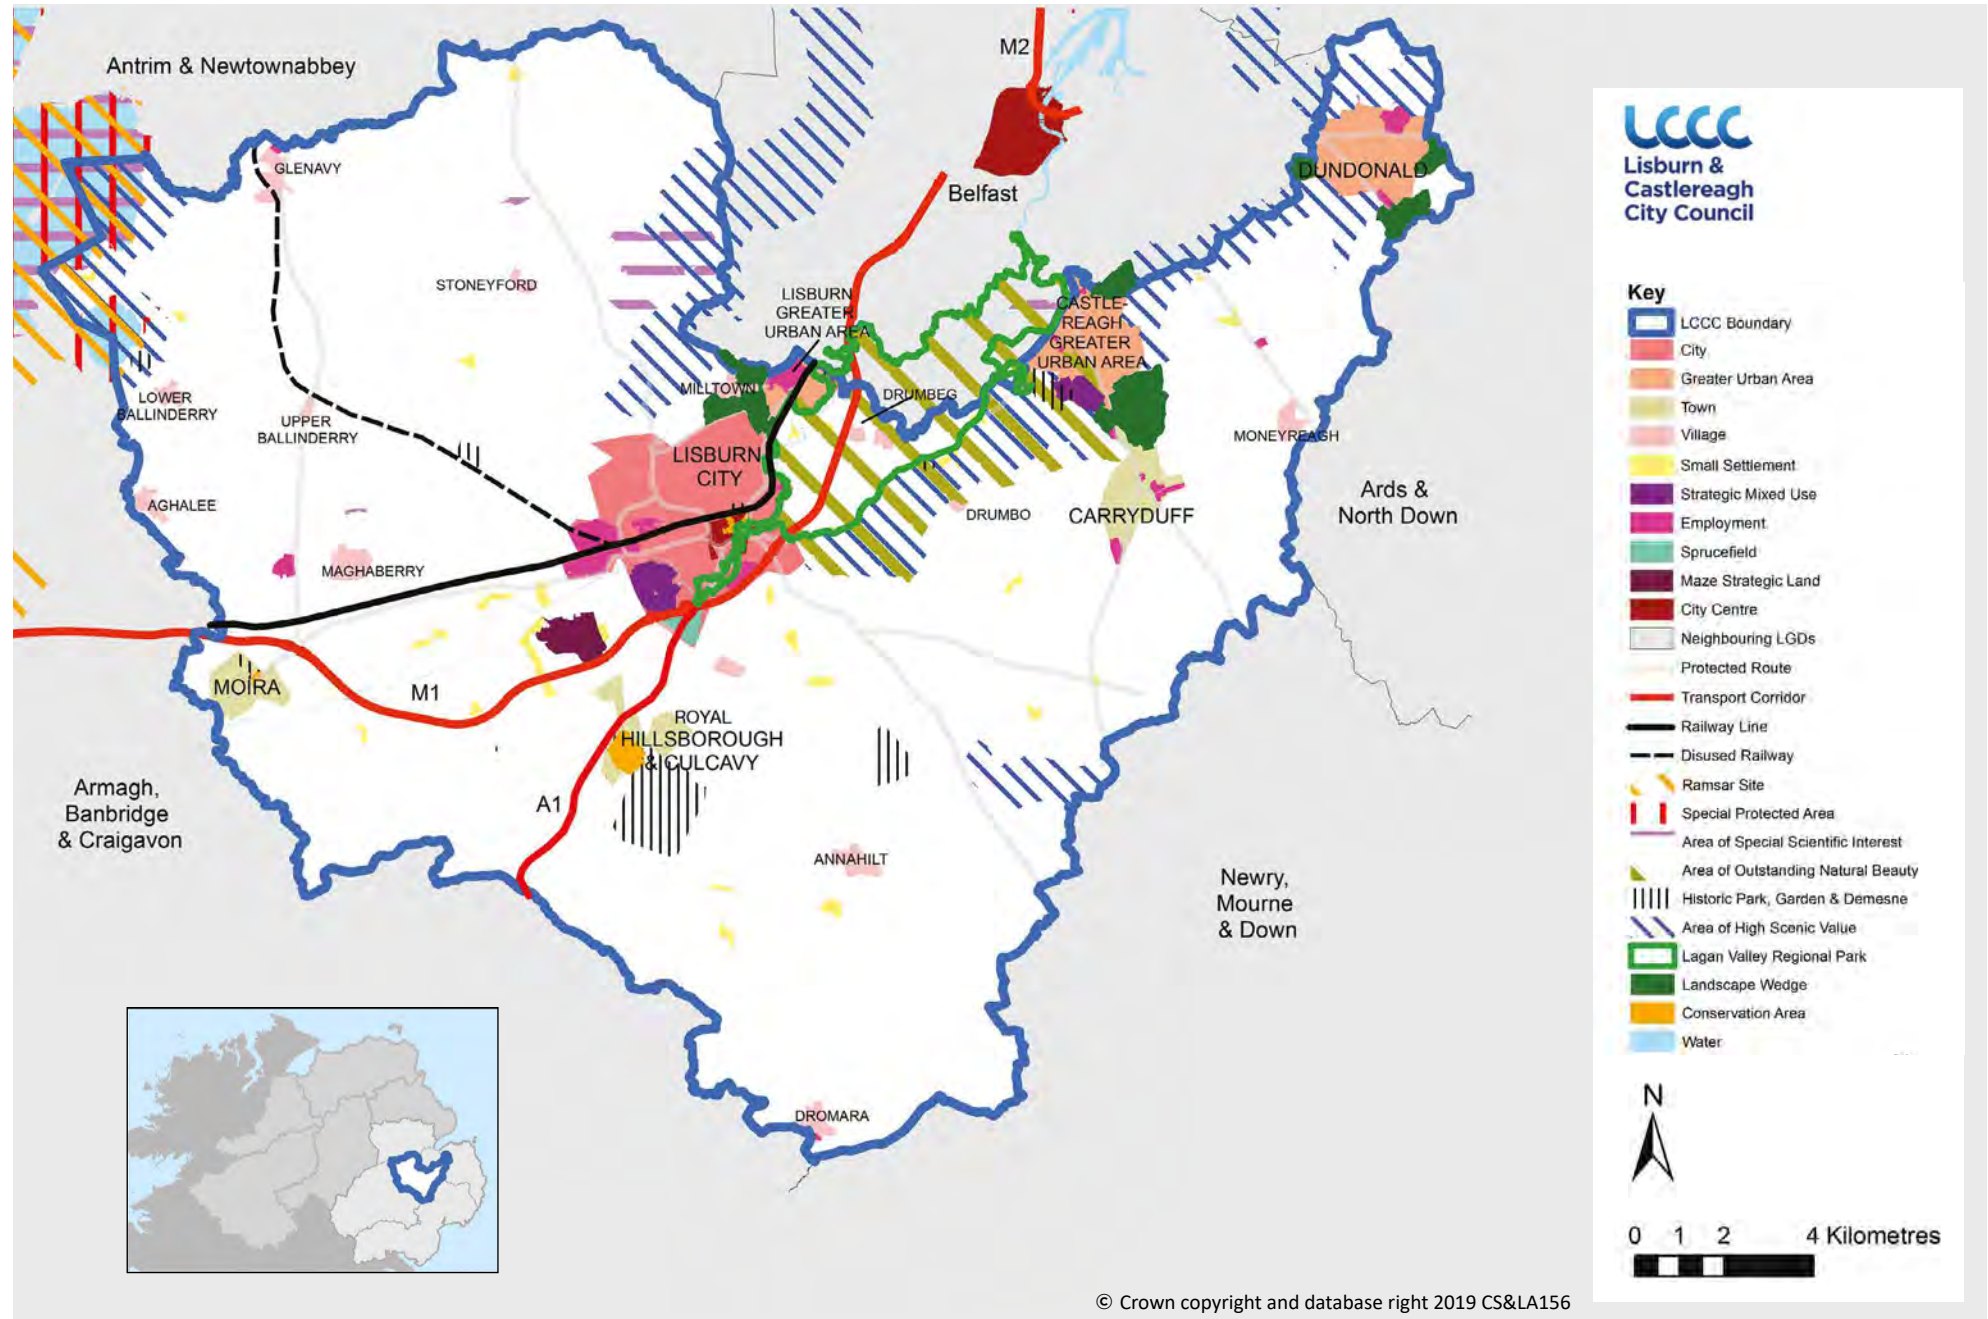 Antrim & Newtownabbey
M2
GLENAVY
DUNDONALD
Belfast
STONEYFORD
LISBURN
GREATER
URBAN AREA
CASTLE-
REAGH
GREATER
URBAN AREA
MILLTOWN
DRUMBEG
LOWER
BALLINDERRY
UPPER
BALLINDERRY
MONEYREAGH
LISBURN
CITY
AGHALEE
DRUMBO
CARRYDUFF
Ards &
North Down
MAGHABERRY
MOIRA
M1
ROYAL
HILLSBOROUGH
& CULCAVY
A1
Armagh,
Banbridge
& Craigavon
ANNAHILT
Newry,
Mourne
& Down
DROMARA
LCCC
Lisburn &
Castlereagh
City Council
Key
LCCC Boundary
City
Greater Urban Area
Town
Village
Small Settlement
Strategic Mixed Use
Employment
Sprucefield
Maze Strategic Land
City Centre
Neighbouring LGDs
Protected Route
Transport Corridor
Railway Line
Disused Railway
Ramsar Site
Special Protected Area
Area of Special Scientific Interest
Area of Outstanding Natural Beauty
Historic Park, Garden & Demesne
Area of High Scenic Value
Lagan Valley Regional Park
Landscape Wedge
Conservation Area
Water
N
0 1 2 4 Kilometres
© Crown copyright and database right 2019 CS&LA156